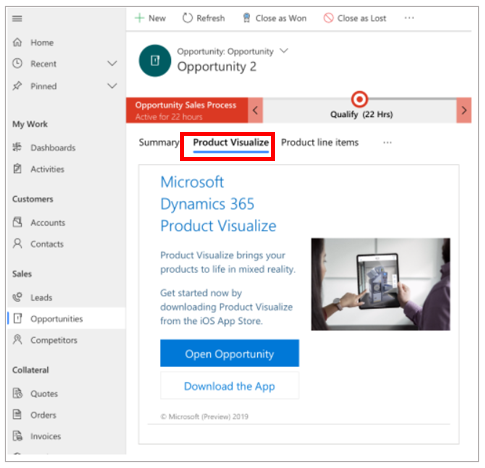 New Refresh Close as Won Close as Lost ...
Home
Recent
Pinned
My Work
Dashboards
Activities
Customers
Accounts
Contacts
Sales
Leads
Opportunities
Competitors
Collateral
Quotes
Orders
Invoices
Opportunity: Opportunity
Opportunity 2
Opportunity Sales Process
Active for 22 hours
Qualify (22 Hrs)
Summary Product Visualize Product line items ...
Microsoft
Dynamics 365
Product Visualize
Product Visualize brings your
products to life in mixed reality.
Get started now by
downloading Product Visualize
from the iOS App Store.
Open Opportunity
Download the App
© Microsoft (Preview) 2019